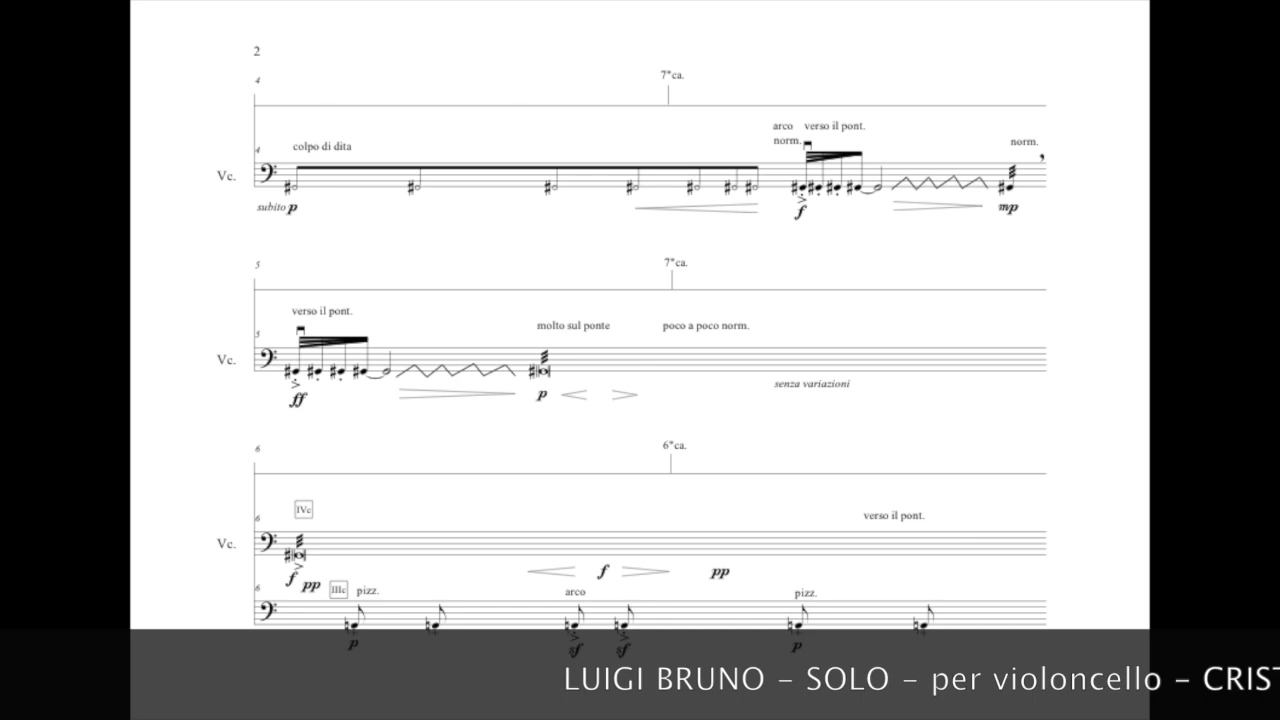 2
4
7"ca.
arco verso il pont.
4
colpo di dita
norm.
norm.
Vc.
subito p
f
mp
5
7"ca.
verso il pont.
5
molto sul ponte
poco a poco norm.
Vc.
senza variazioni
ff
p
6
6"ca.
IVc
6
verso il pont.
Vc.
f pp
f
pp
6
IIIc pizz.
arco
pizz.
p
sf
sf
p
LUIGI BRUNO – SOLO – per violoncello – CRIST